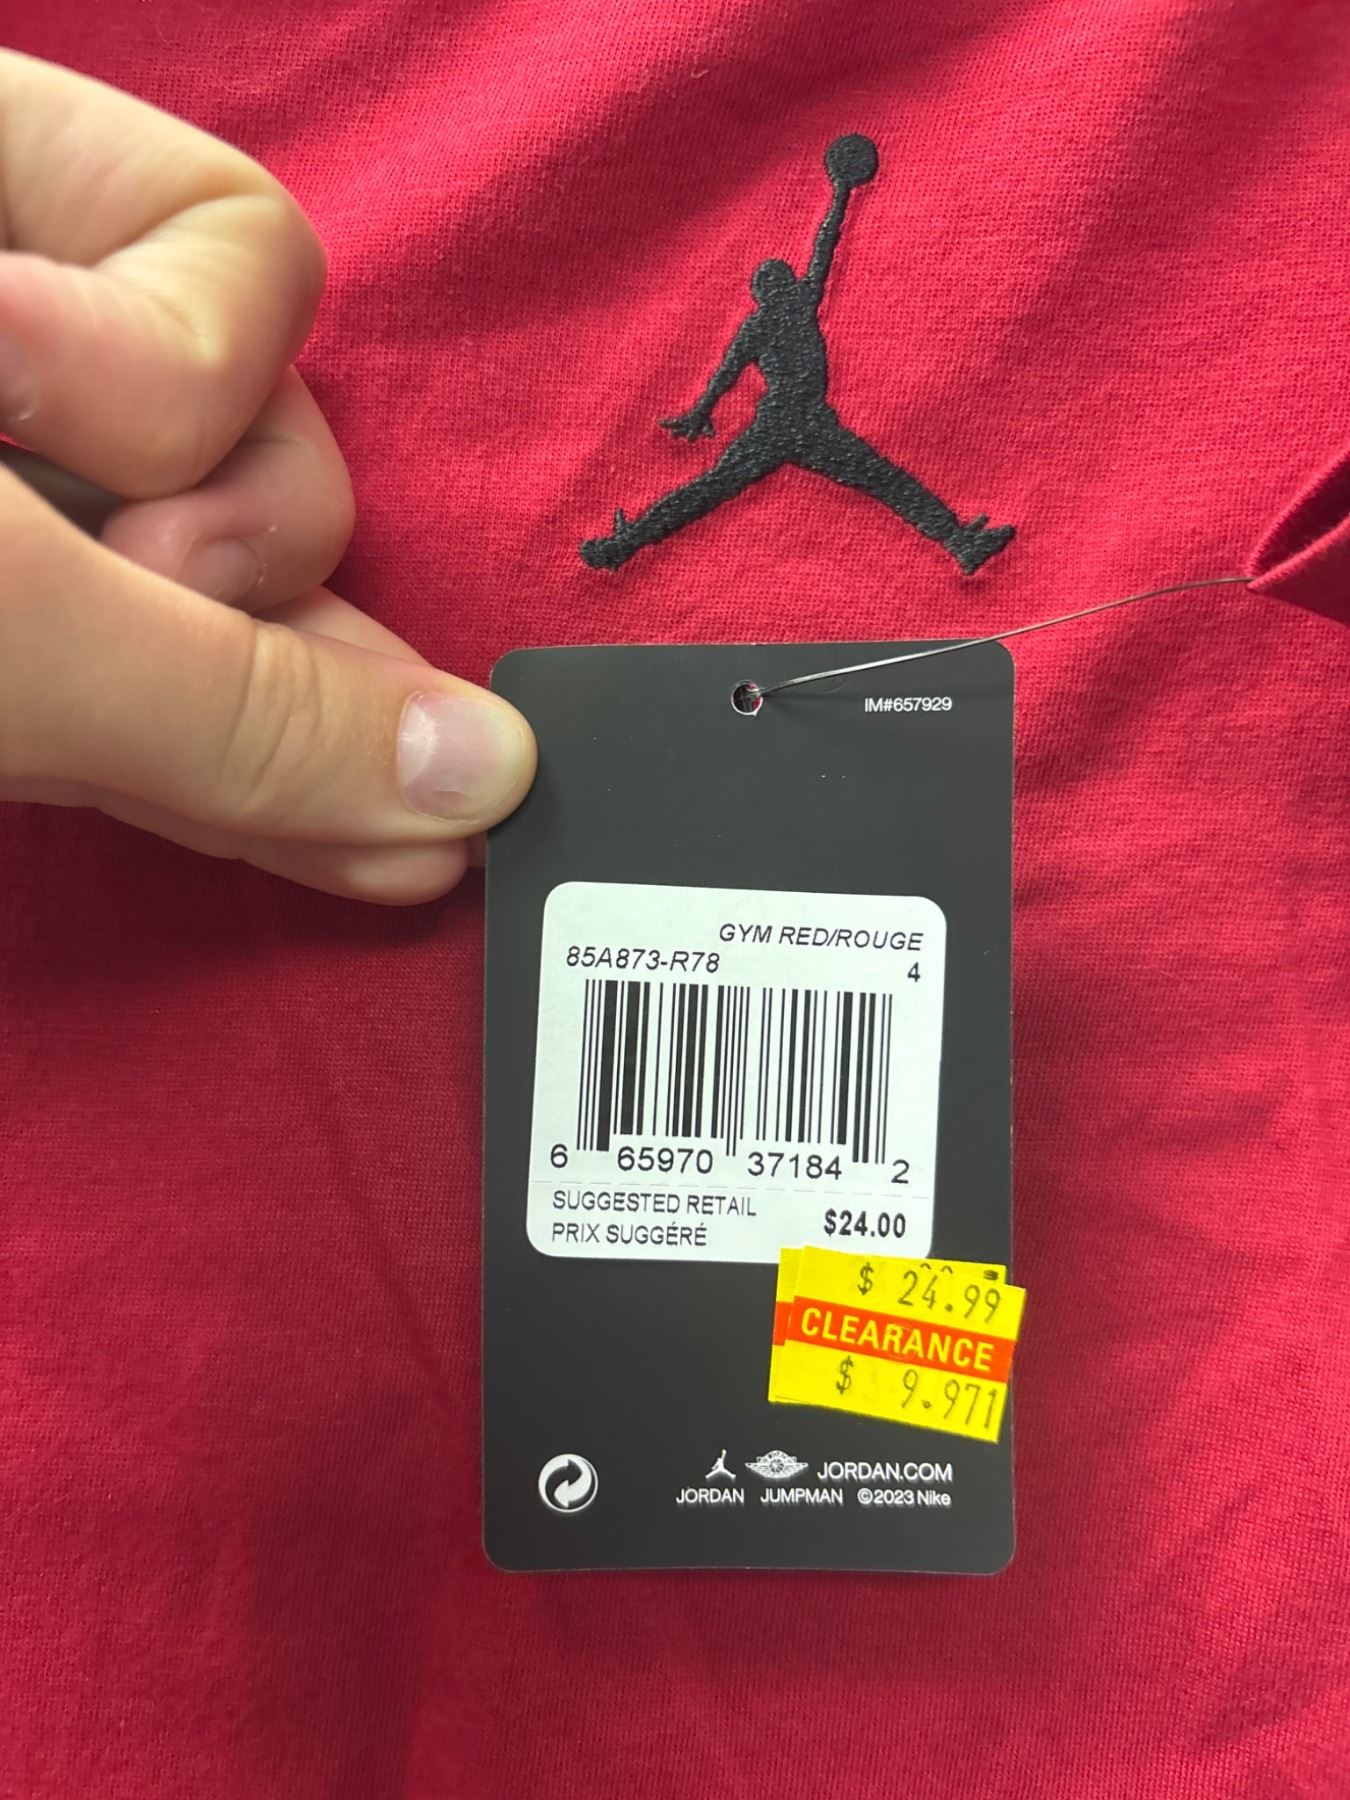 IM#657929
GYM RED/ROUGE
85A873-R78
4
6 65970 37184 2
SUGGESTED RETAIL
PRIX SUGGÉRÉ
$24.00
$ 24.99
CLEARANCE
$ 9.971
JORDAN.COM
JORDAN JUMPMAN ©2023 Nike